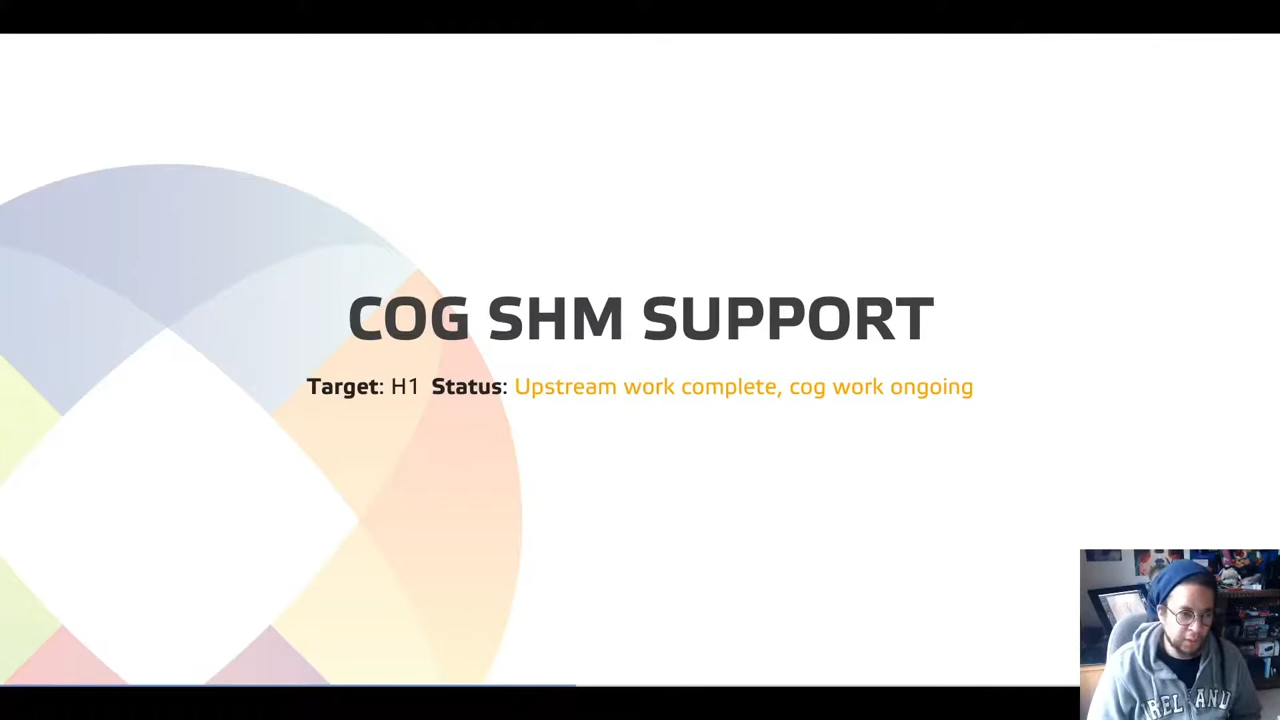 COG SHM SUPPORT
Target: H1 Status: Upstream work complete, cog work ongoing